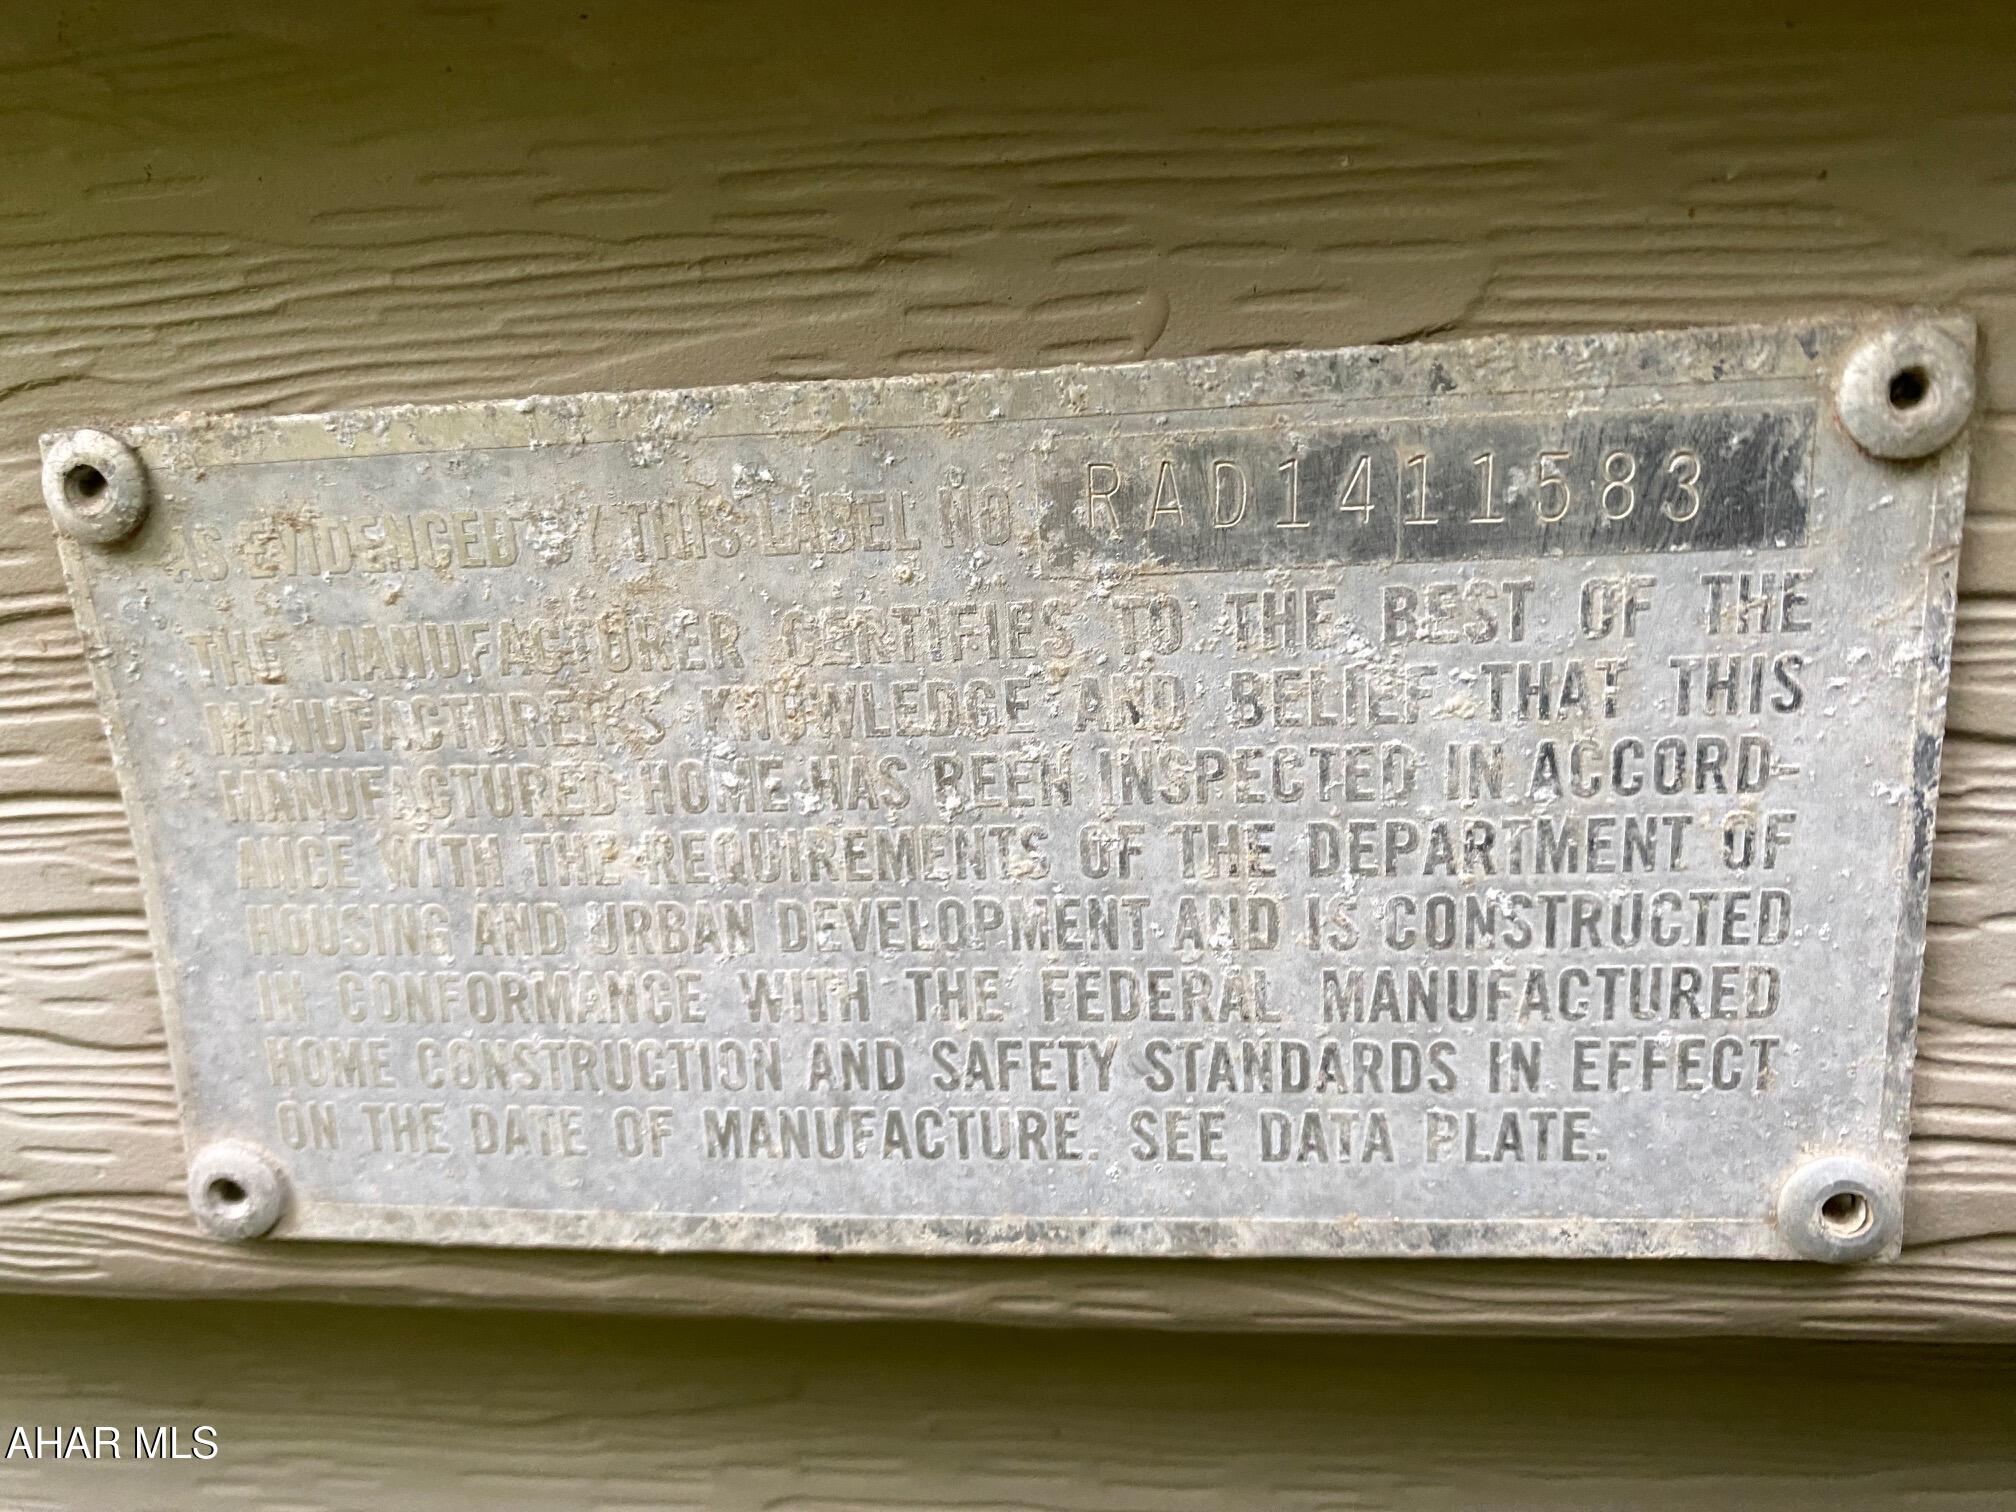 AS EVIDENCED BY THIS LABEL NO. RAD1411583
THE MANUFACTURER CERTIFIES TO THE BEST OF THE
MANUFACTURER'S KNOWLEDGE AND BELIEF THAT THIS
MANUFACTURED HOME HAS BEEN INSPECTED IN ACCORD-
ANCE WITH THE REQUIREMENTS OF THE DEPARTMENT OF
HOUSING AND URBAN DEVELOPMENT AND IS CONSTRUCTED
IN CONFORMANCE WITH THE FEDERAL MANUFACTURED
HOME CONSTRUCTION AND SAFETY STANDARDS IN EFFECT
ON THE DATE OF MANUFACTURE. SEE DATA PLATE.
AHAR MLS